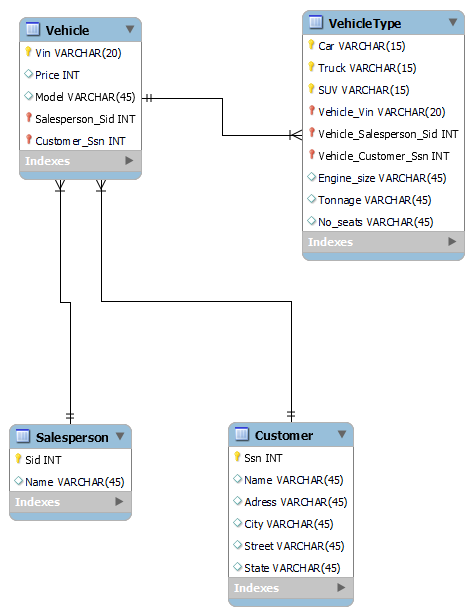 Vehicle
Vin VARCHAR(20)
Price INT
Model VARCHAR(45)
Salesperson_Sid INT
Customer_Ssn INT
Indexes
VehicleType
Car VARCHAR(15)
Truck VARCHAR(15)
SUV VARCHAR(15)
Vehicle_Vin VARCHAR(20)
Vehicle_Salesperson_Sid INT
Vehicle_Customer_Ssn INT
Engine_size VARCHAR(45)
Tonnage VARCHAR(45)
No_seats VARCHAR(45)
Indexes
Salesperson
Sid INT
Name VARCHAR(45)
Indexes
Customer
Ssn INT
Name VARCHAR(45)
Adress VARCHAR(45)
City VARCHAR(45)
Street VARCHAR(45)
State VARCHAR(45)
Indexes